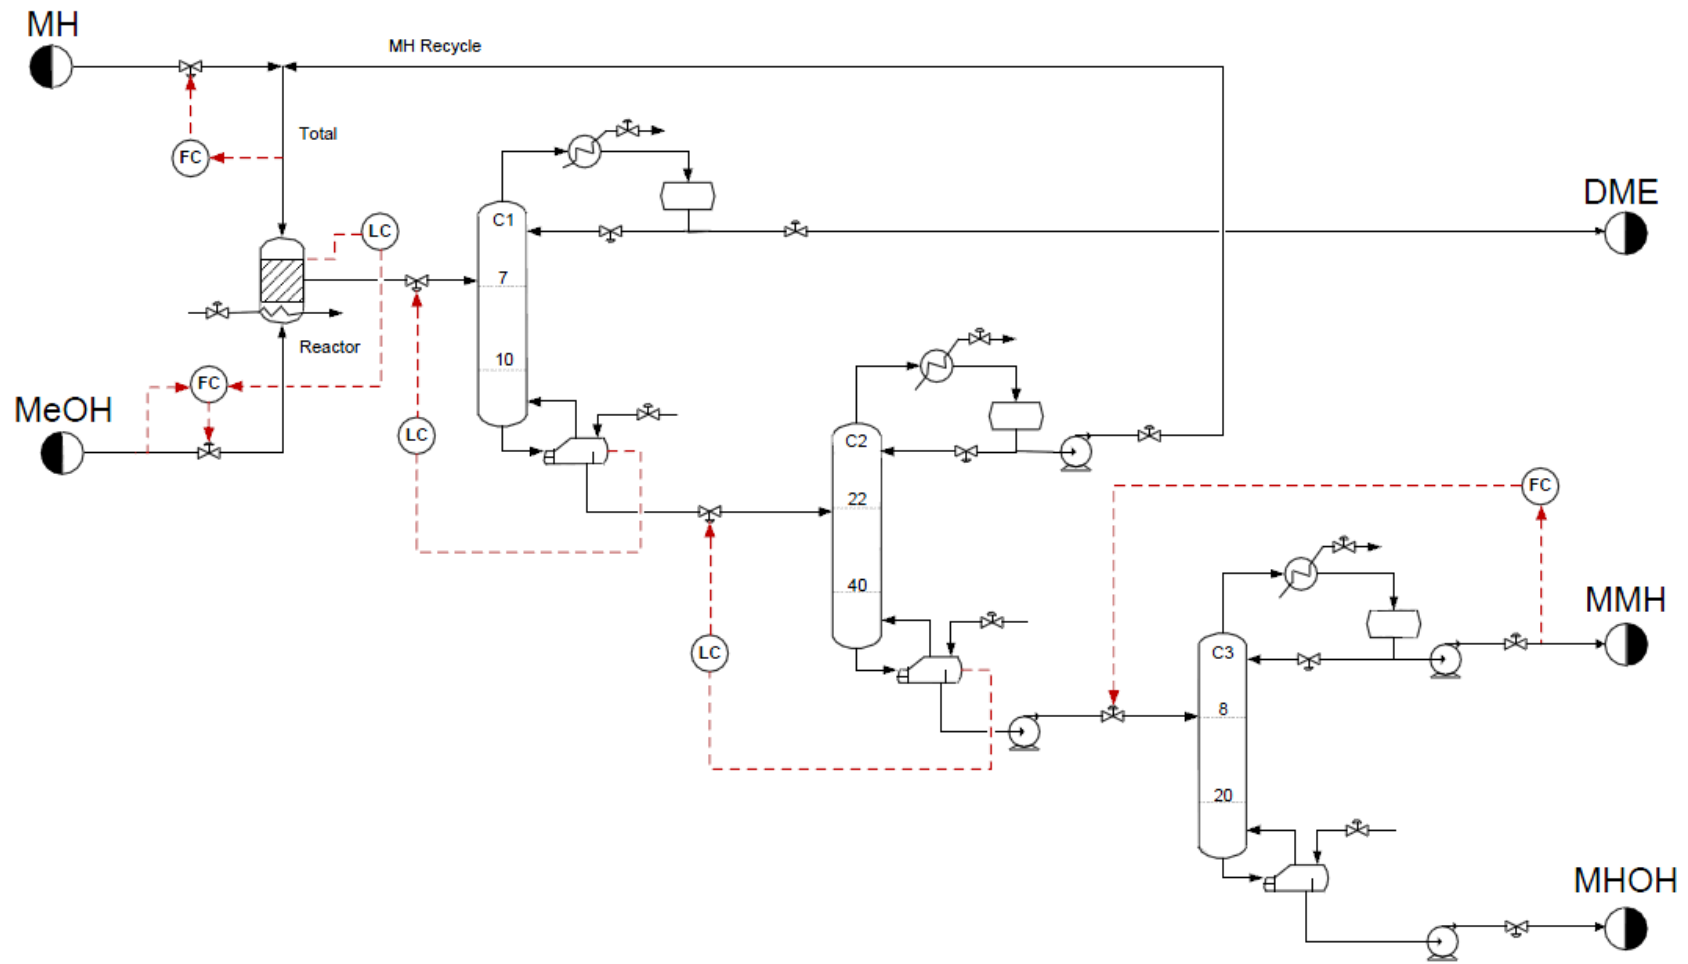 MH
MH Recycle
Total
FC
DME
C1
LC
7
Reactor
10
FC
MeOH
LC
C2
22
FC
40
MMH
LC
C3
8
20
MHOH